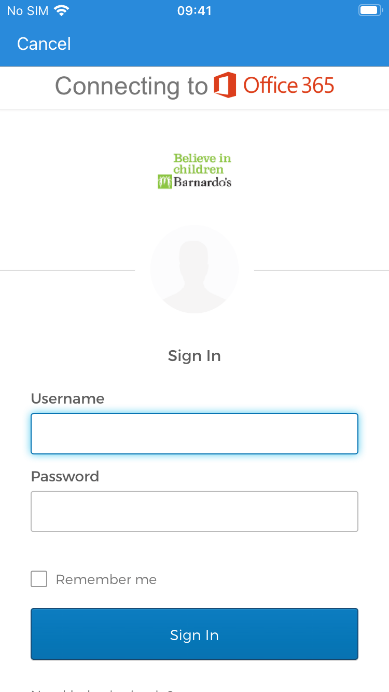 No SIM 09:41
Cancel
Connecting to Office 365
Believe in
children
Barnardo's
Sign In
Username
Password
Remember me
Sign In